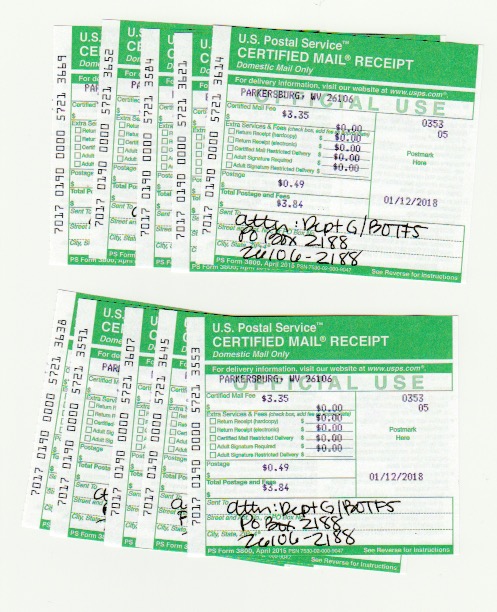 7017 0190 0000 5721 3669
7017 0190 0000 5721 3652
7017 0190 0000 5721 3584
7017 0190 0000 5721 3621
7017 0190 0000 5721 3614
U.S. Postal Service™
CERTIFIED MAIL® RECEIPT
Domestic Mail Only
For delivery information, visit our website at www.usps.com®.
PARKERSBURG, WV 26106
OFFICIAL USE
Certified Mail Fee
$ $3.35
0353
05
Extra Services & Fees (check box, add fee as appropriate)
Return Receipt (hardcopy) $ $0.00
Return Receipt (electronic) $ $0.00
Certified Mail Restricted Delivery $ $0.00
Adult Signature Required $ $0.00
Adult Signature Restricted Delivery $
Postmark
Here
Postage
$ $0.49
Total Postage and Fees
$ $3.84
01/12/2018
Sent To
attn: Dept G/BOTFS
PO Box 2188
26106-2188
City, State,
PS Form 3800, April 2015 PSN 7530-02-000-9047
See Reverse for Instructions
7017 0190 0000 5721 3638
7017 0190 0000 5721 3591
7017 0190 0000 5721 3607
7017 0190 0000 5721 3645
7017 0190 0000 5721 3553
U.S. Postal Service™
CERTIFIED MAIL® RECEIPT
Domestic Mail Only
For delivery information, visit our website at www.usps.com®.
PARKERSBURG, WV 26106
OFFICIAL USE
Certified Mail Fee
$ $3.35
0353
05
Extra Services & Fees (check box, add fee as appropriate)
Return Receipt (hardcopy) $ $0.00
Return Receipt (electronic) $ $0.00
Certified Mail Restricted Delivery $ $0.00
Adult Signature Required $ $0.00
Adult Signature Restricted Delivery $
Postmark
Here
Postage
$ $0.49
Total Postage and Fees
$ $3.84
01/12/2018
Sent To
attn: Dept G/BOTFS
PO Box 2188
26106-2188
City, State,
PS Form 3800, April 2015 PSN 7530-02-000-9047
See Reverse for Instructions